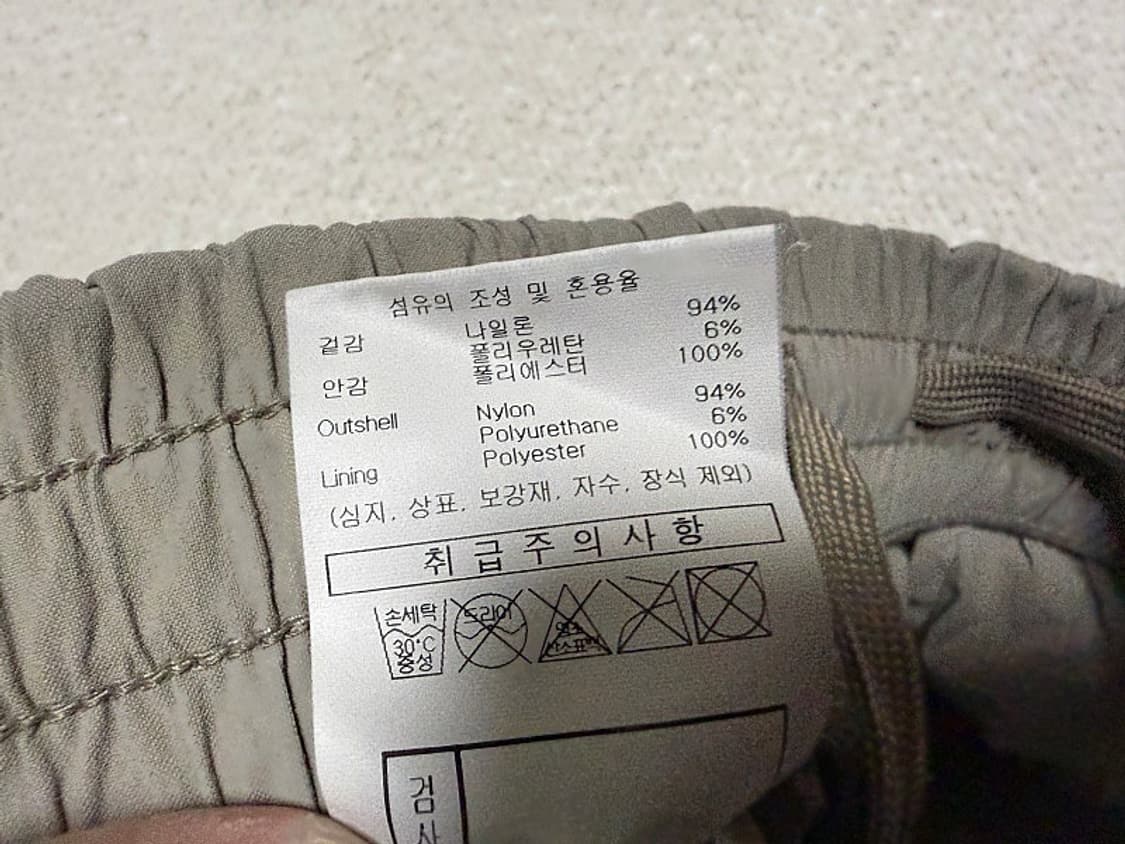 섬유의 조성 및 혼용율
겉감 나일론 94%
폴리우레탄 6%
안감 폴리에스터 100%
Outshell Nylon 94%
Polyurethane 6%
Lining Polyester 100%
(심지, 상표, 보강재, 자수, 장식 제외)
취급주의사항
손세탁 드라이
30°C 염소
중성 산소표백
검
사